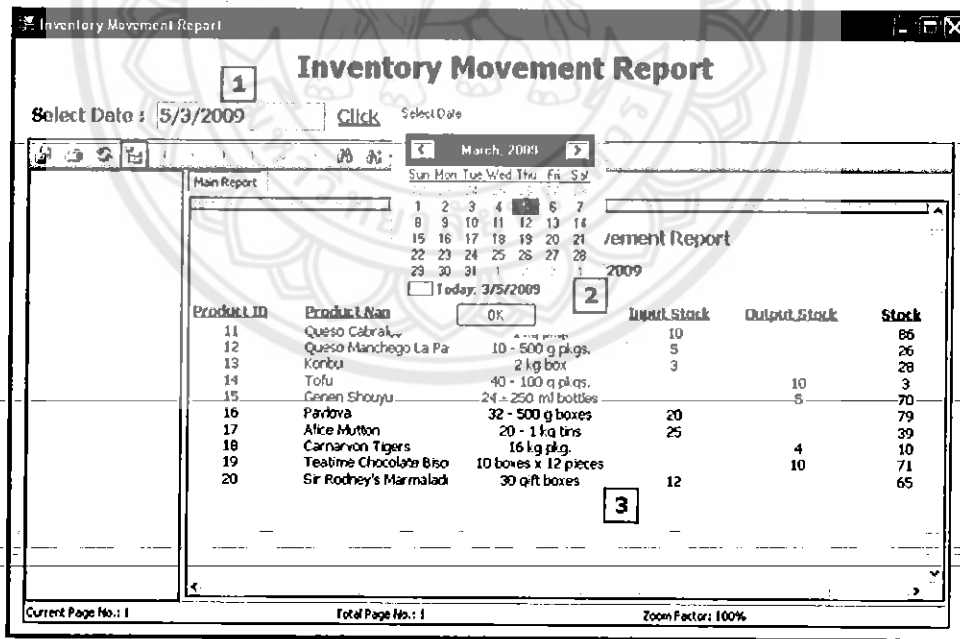 Inventory Movement Report
Inventory Movement Report
1
Select Date : 5/3/2009 Click Select Date
March, 2009
Sun Mon Tue Wed Thu Fri Sat
Main Report
1 2 3 4 5 6 7
8 9 10 11 12 13 14
15 16 17 18 19 20 21
22 23 24 25 26 27 28
29 30 31 1
Today: 3/5/2009
OK
2
vement Report
2009
Product ID Product Nan Input Stock Output Stock Stock
11 Queso 10 86
12 Queso Manchego La Par 10 - 500 g pkgs. 5 26
13 Konbu 2 kg box 3 28
14 Tofu 40 - 100 g pkgs. 10 3
15 Genen Shouyu 24 - 250 ml bottles 5 70
16 Pavlova 32 - 500 g boxes 20 79
17 Alice Mutton 20 - 1 kg tins 25 39
18 Carnarvon Tigers 16 kg pkg. 4 10
19 Teatime Chocolate Bisc 10 boxes x 12 pieces 10 71
20 Sir Rodney's Marmalad 30 gift boxes 12 65
3
Current Page No.: 1 Total Page No.: 1 Zoom Factor: 100%